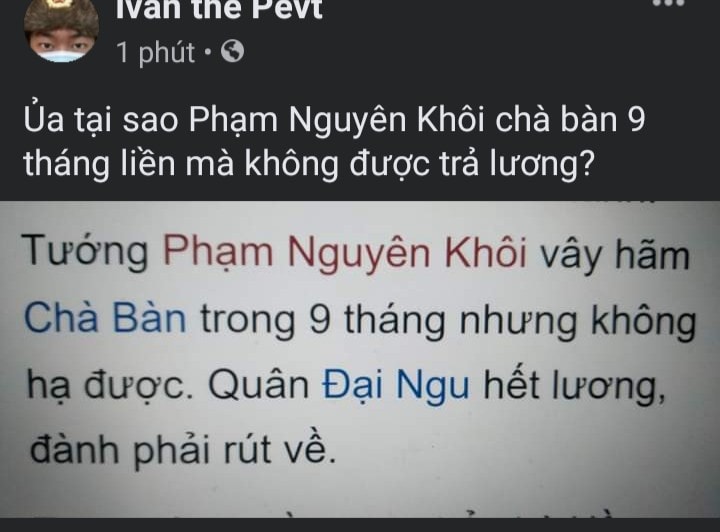 Ivan the Pevt
1 phút
Ủa tại sao Phạm Nguyên Khôi chà bàn 9
tháng liền mà không được trả lương?
Tướng Phạm Nguyên Khôi vây hãm
Chà Bàn trong 9 tháng nhưng không
hạ được. Quân Đại Ngu hết lương,
đành phải rút về.